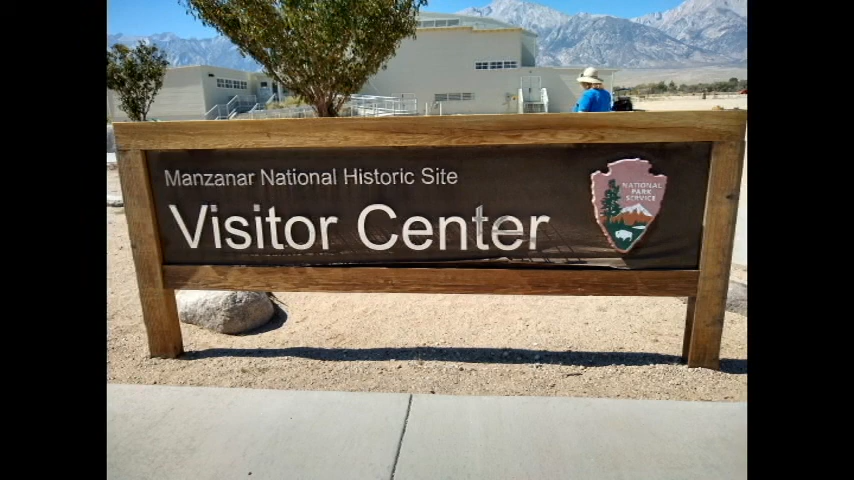 Manzanar National Historic Site
Visitor Center
NATIONAL
PARK
SERVICE